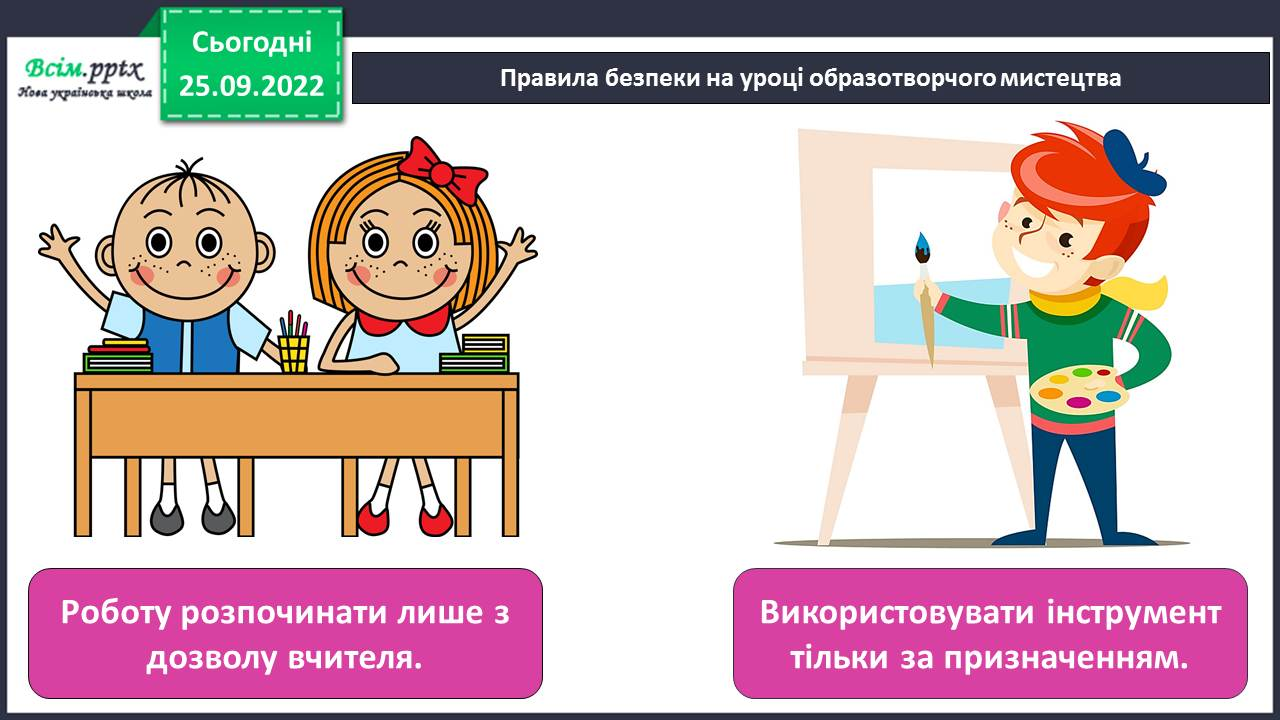 Всім.pptx
Нова українська школа
Сьогодні
25.09.2022
Правила безпеки на уроці образотворчого мистецтва
Роботу розпочинати лише з
дозволу вчителя.
Використовувати інструмент
тільки за призначенням.